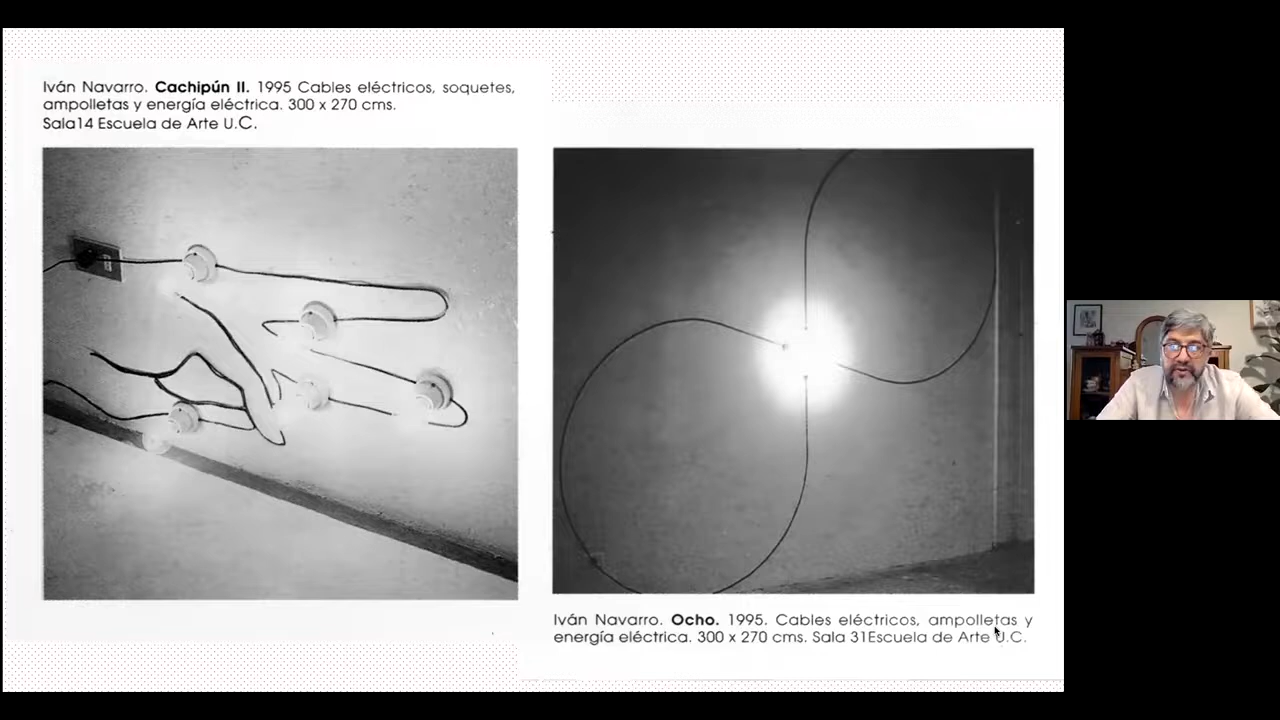 Iván Navarro. Cachipún II. 1995 Cables eléctricos, soquetes,
ampolletas y energía eléctrica. 300 x 270 cms.
Sala14 Escuela de Arte U.C.
Iván Navarro. Ocho. 1995. Cables eléctricos, ampolletas y
energía eléctrica. 300 x 270 cms. Sala 31Escuela de Arte U.C.